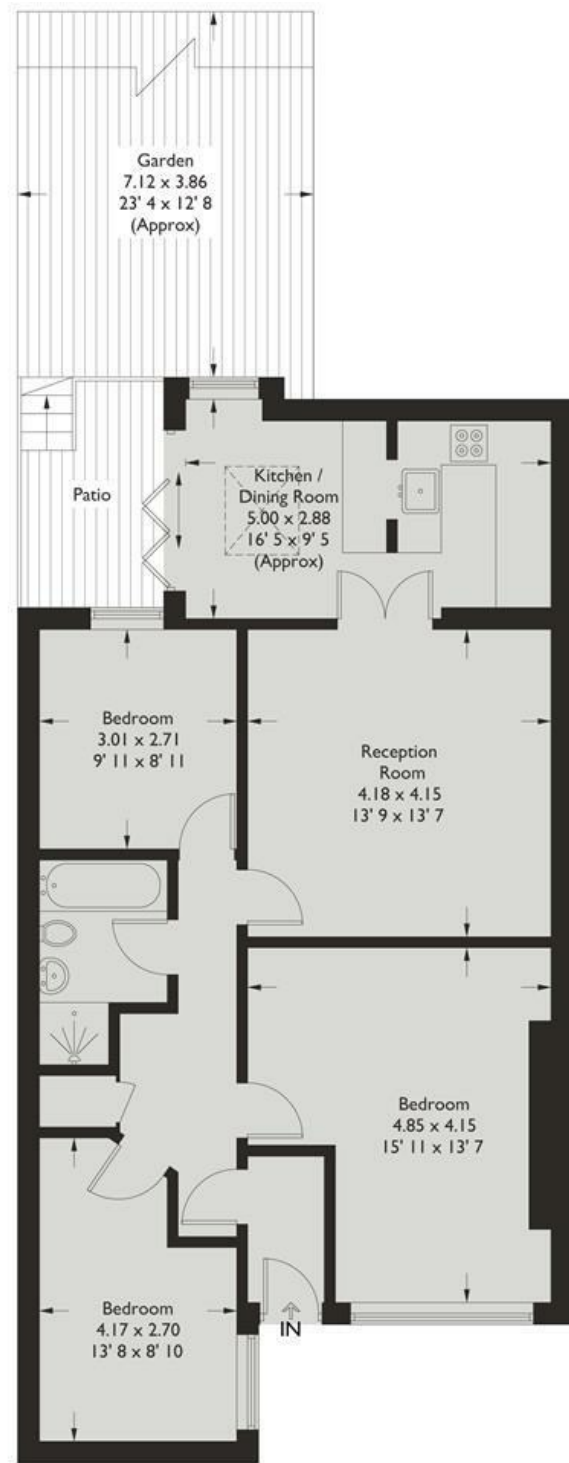 Garden
7.12 x 3.86
23' 4 x 12' 8
(Approx)
Patio
Kitchen /
Dining Room
5.00 x 2.88
16' 5 x 9' 5
(Approx)
Bedroom
3.01 x 2.71
9' 11 x 8' 11
Reception
Room
4.18 x 4.15
13' 9 x 13' 7
Bedroom
4.85 x 4.15
15' 11 x 13' 7
Bedroom
4.17 x 2.70
13' 8 x 8' 10
IN